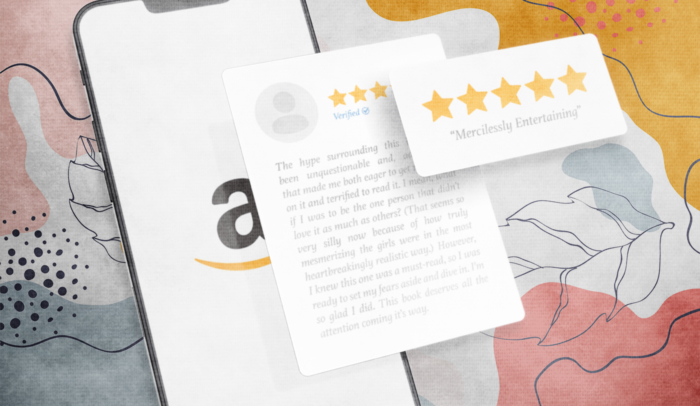 a
Verified
"Mercilessly Entertaining"
The hype surrounding this
been unquestionable and,
that made me both eager to get
on it and terrified to read it. I mean, what
if I was to be the one person that didn't
love it as much as others? (That seems so
very silly now because of how truly
mesmerizing the girls were in the most
heartbreakingly realistic way.) However,
I knew this one was a must-read, so I was
ready to set my fears aside and dive in. I'm
so glad I did. This book deserves all the
attention coming it's way.